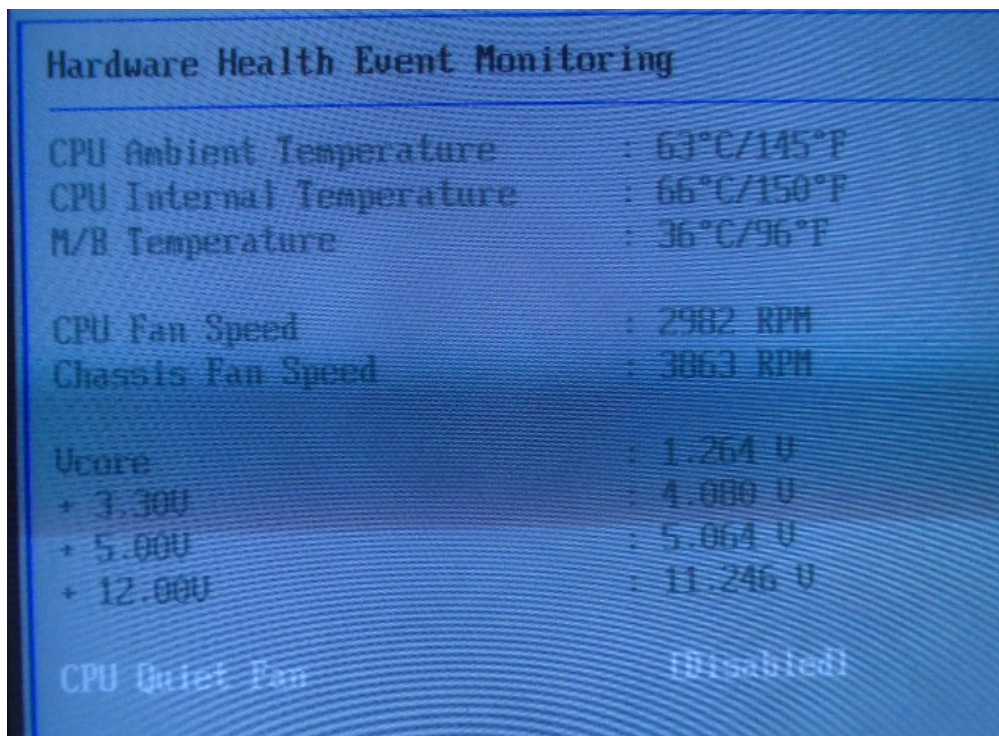 Hardware Health Event Monitoring
CPU Ambient Temperature : 63°C/145°F
CPU Internal Temperature : 66°C/150°F
M/B Temperature : 36°C/96°F
CPU Fan Speed : 2982 RPM
Chassis Fan Speed : 3863 RPM
Vcore : 1.264 V
+ 3.30V : 4.080 V
+ 5.00V : 5.064 V
+ 12.00V : 11.246 V
CPU Quiet Fan [Disabled]